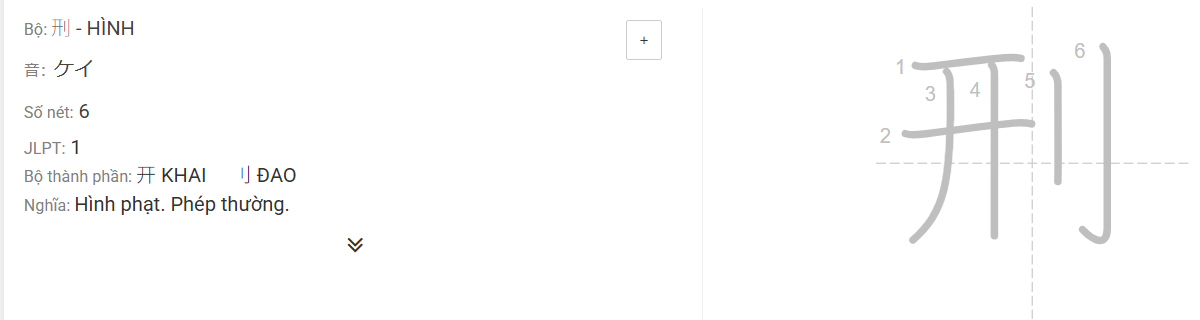 Bộ: 刑 - HÌNH
+
音: ケイ
Số nét: 6
JLPT: 1
Bộ thành phần: 开 KHAI 刂 ĐAO
Nghĩa: Hình phạt. Phép thường.
刑
1
2
3
4
5
6